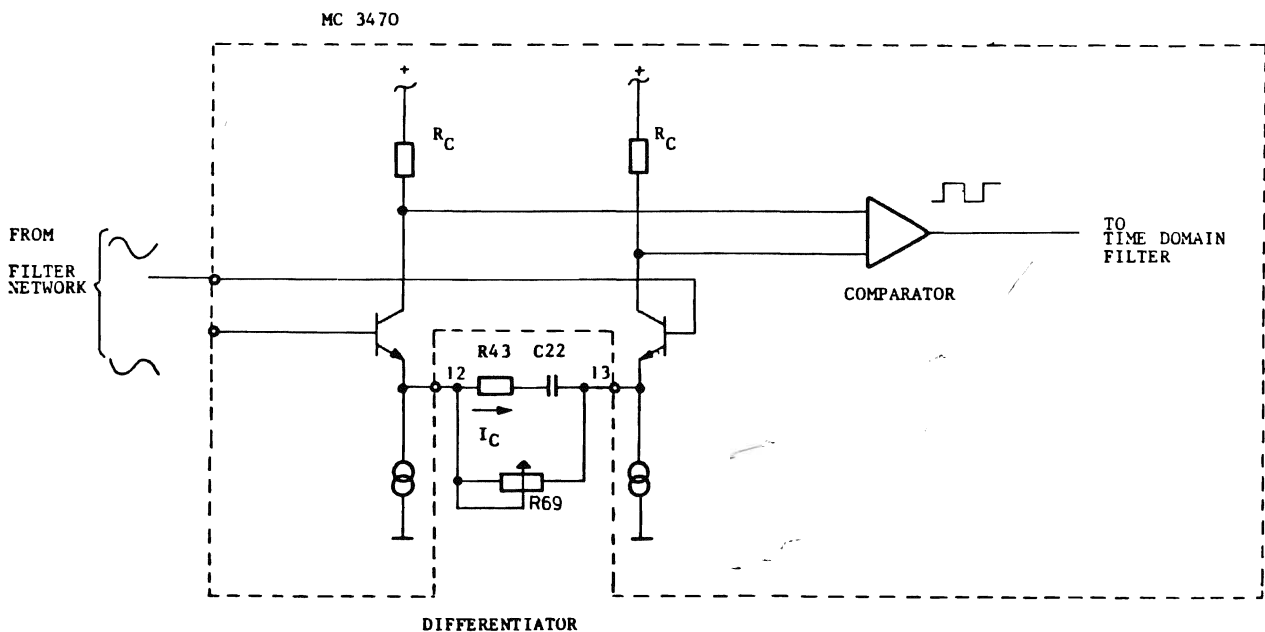 MC 3470
+
+
R_C
R_C
FROM
FILTER
NETWORK
TO
TIME DOMAIN
FILTER
COMPARATOR
R43 C22
12
13
I_C
R69
DIFFERENTIATOR